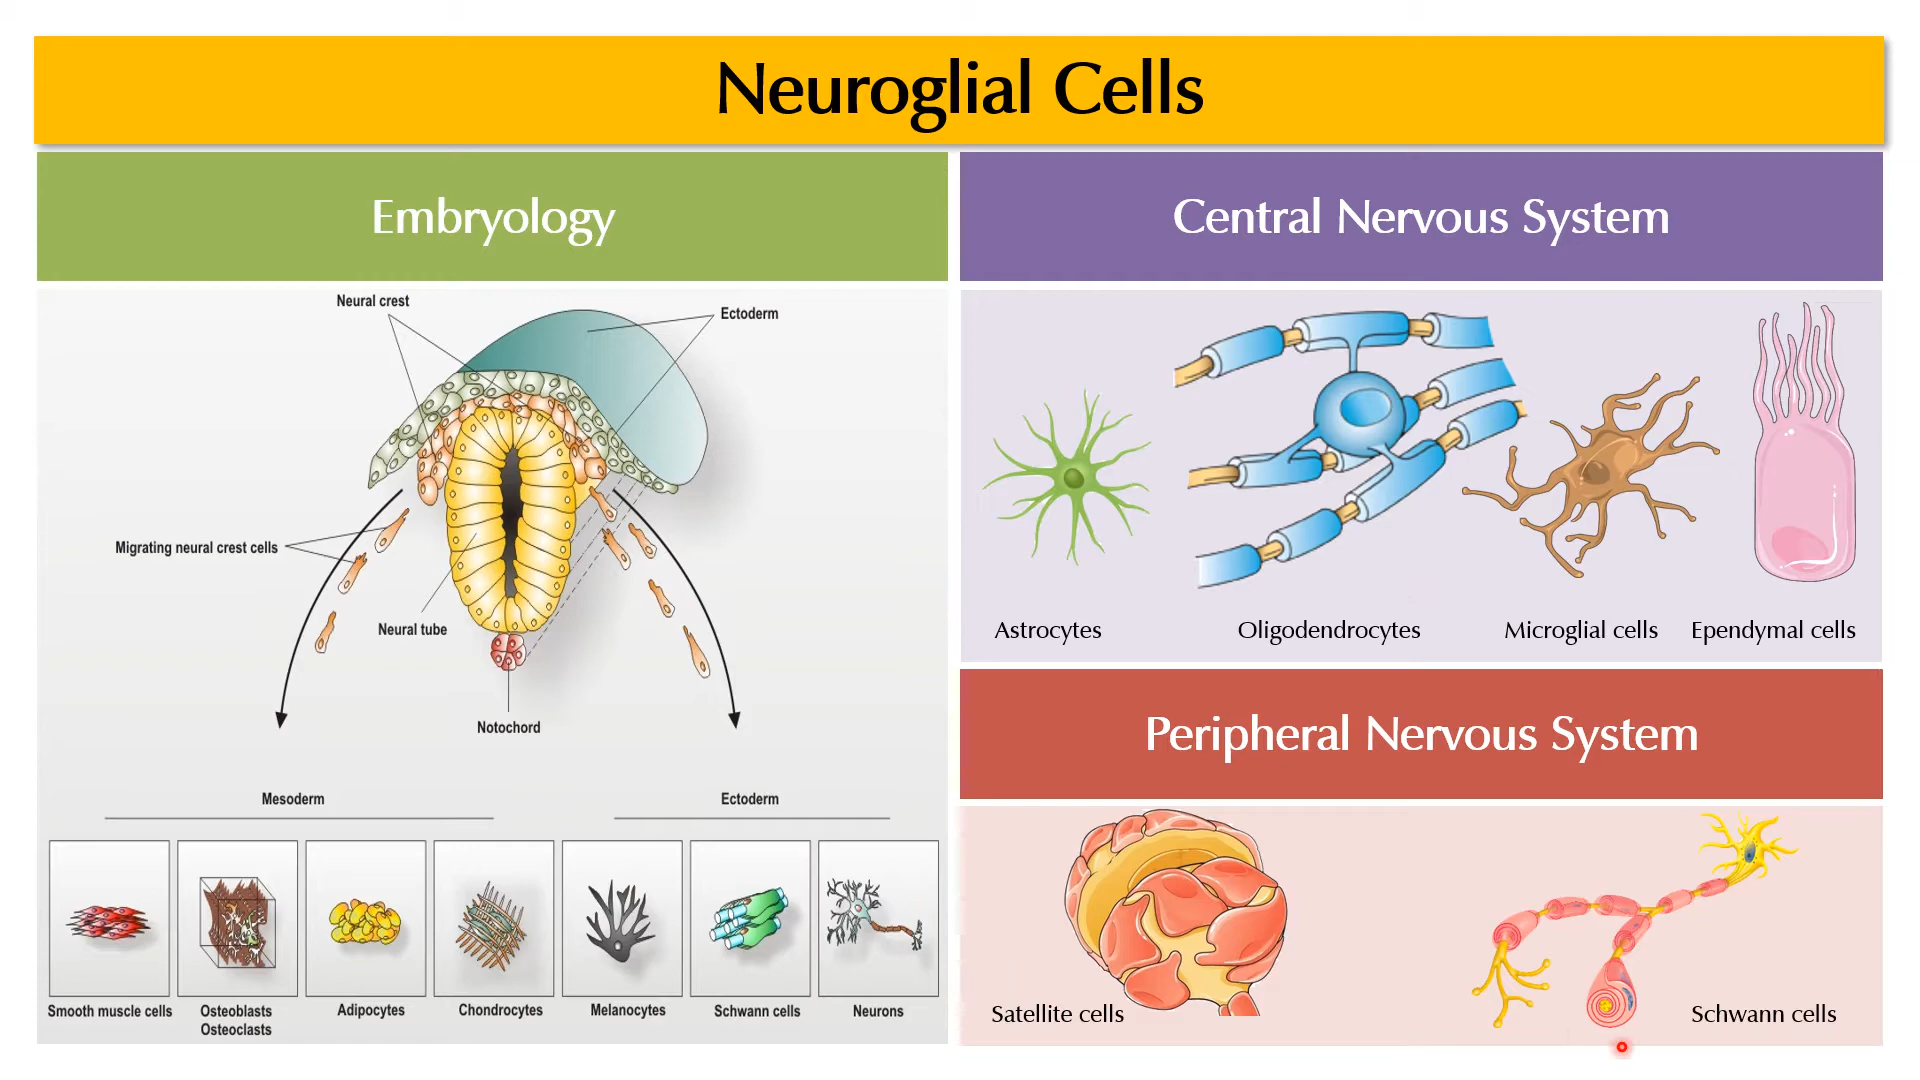 Neuroglial Cells
Embryology
Neural crest
Ectoderm
Migrating neural crest cells
Neural tube
Notochord
Mesoderm
Ectoderm
Smooth muscle cells
Osteoblasts
Osteoclasts
Adipocytes
Chondrocytes
Melanocytes
Schwann cells
Neurons
Central Nervous System
Astrocytes
Oligodendrocytes
Microglial cells
Ependymal cells
Peripheral Nervous System
Satellite cells
Schwann cells